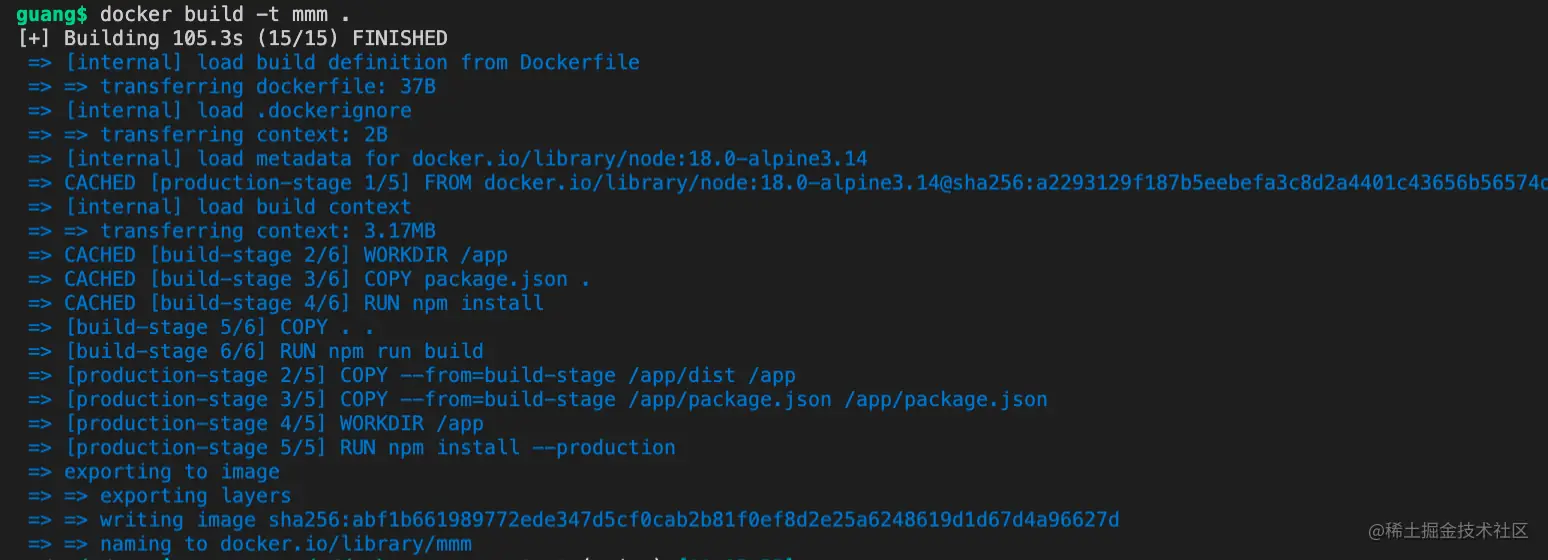 guang$ docker build -t mmm .
[+] Building 105.3s (15/15) FINISHED
=> [internal] load build definition from Dockerfile
=> => transferring dockerfile: 37B
=> [internal] load .dockerignore
=> => transferring context: 2B
=> [internal] load metadata for docker.io/library/node:18.0-alpine3.14
=> CACHED [production-stage 1/5] FROM docker.io/library/node:18.0-alpine3.14@sha256:a2293129f187b5eebefa3c8d2a4401c43656b56574c
=> [internal] load build context
=> => transferring context: 3.17MB
=> CACHED [build-stage 2/6] WORKDIR /app
=> CACHED [build-stage 3/6] COPY package.json .
=> CACHED [build-stage 4/6] RUN npm install
=> [build-stage 5/6] COPY . .
=> [build-stage 6/6] RUN npm run build
=> [production-stage 2/5] COPY --from=build-stage /app/dist /app
=> [production-stage 3/5] COPY --from=build-stage /app/package.json /app/package.json
=> [production-stage 4/5] WORKDIR /app
=> [production-stage 5/5] RUN npm install --production
=> exporting to image
=> => exporting layers
=> => writing image sha256:abf1b661989772ede347d5cf0cab2b81f0ef8d2e25a6248619d1d67d4a96627d
=> => naming to docker.io/library/mmm
@稀土掘金技术社区